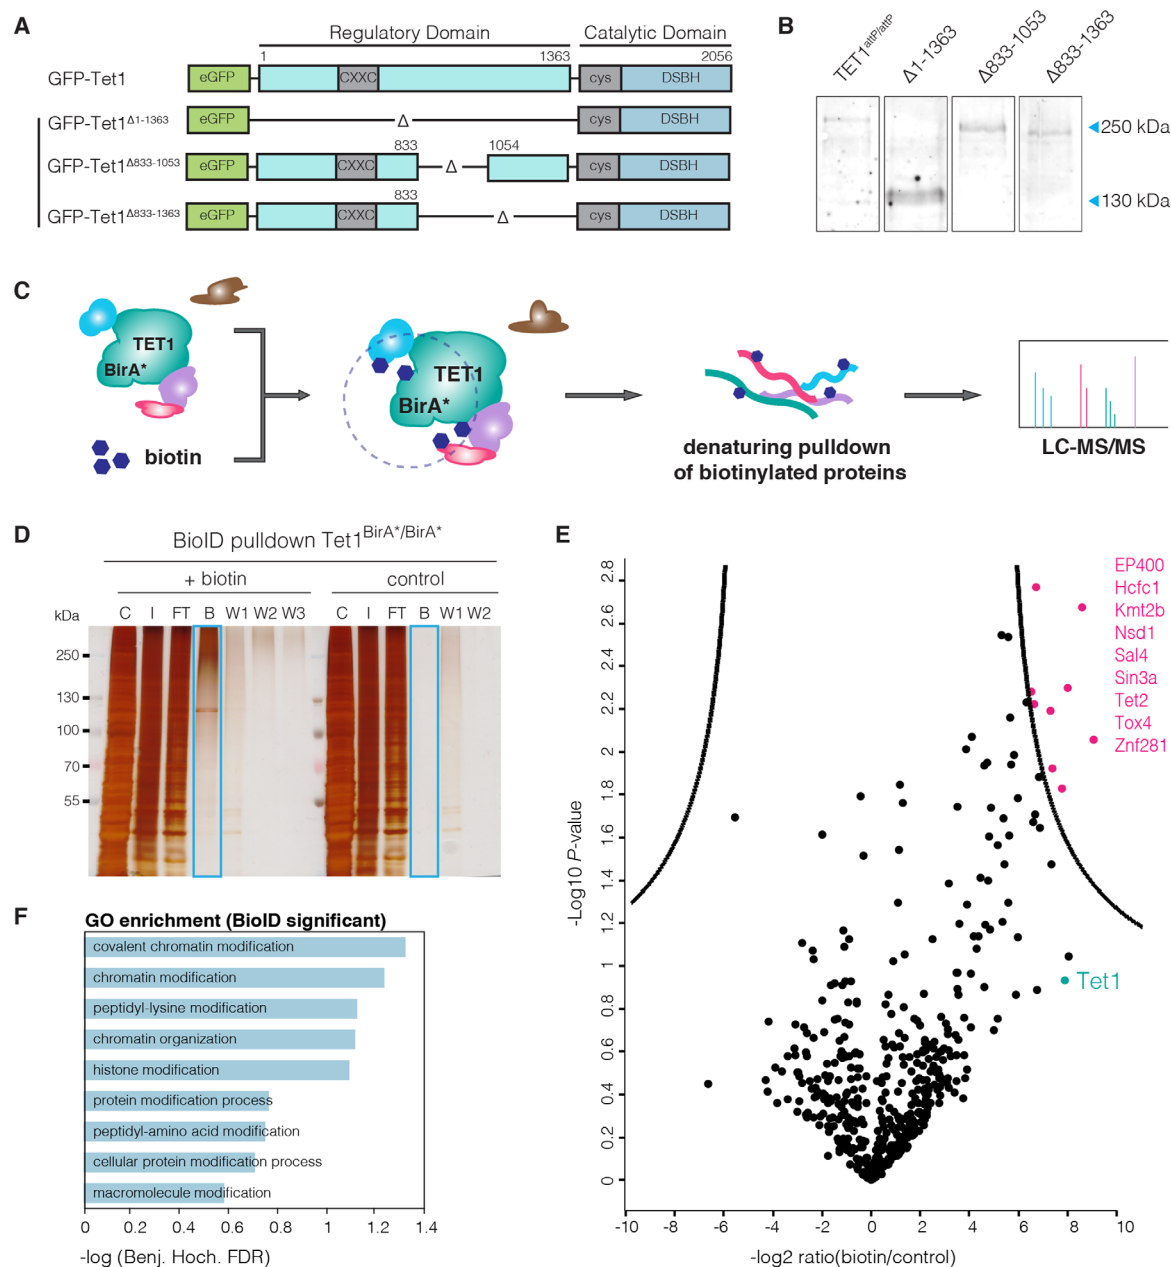 A
Regulatory Domain
Catalytic Domain
1
1363
2056
GFP-Tet1
eGFP
CXXC
cys
DSBH
GFP-Tet1Δ1-1363
eGFP
Δ
cys
DSBH
833
1054
GFP-Tet1Δ833-1053
eGFP
CXXC
Δ
cys
DSBH
833
GFP-Tet1Δ833-1363
eGFP
CXXC
Δ
cys
DSBH
B
TET1attP/attP
Δ1-1363
Δ833-1053
Δ833-1363
250 kDa
130 kDa
C
TET1
BirA*
biotin
TET1
BirA*
denaturing pulldown
of biotinylated proteins
LC-MS/MS
D
BioID pulldown Tet1BirA*/BirA*
+ biotin
control
kDa
C I FT B W1 W2 W3
C I FT B W1 W2
250
130
100
70
55
E
-Log10 P-value
2.8
2.6
2.4
2.2
2
1.8
1.6
1.4
1.2
1
0.8
0.6
0.4
0.2
0
EP400
Hcfc1
Kmt2b
Nsd1
Sal4
Sin3a
Tet2
Tox4
Znf281
Tet1
-10 -8 -6 -4 -2 0 2 4 6 8 10
-log2 ratio(biotin/control)
F
GO enrichment (BioID significant)
covalent chromatin modification
chromatin modification
peptidyl-lysine modification
chromatin organization
histone modification
protein modification process
peptidyl-amino acid modification
cellular protein modification process
macromolecule modification
0 0.2 0.4 0.6 0.8 1 1.2 1.4
-log (Benj. Hoch. FDR)